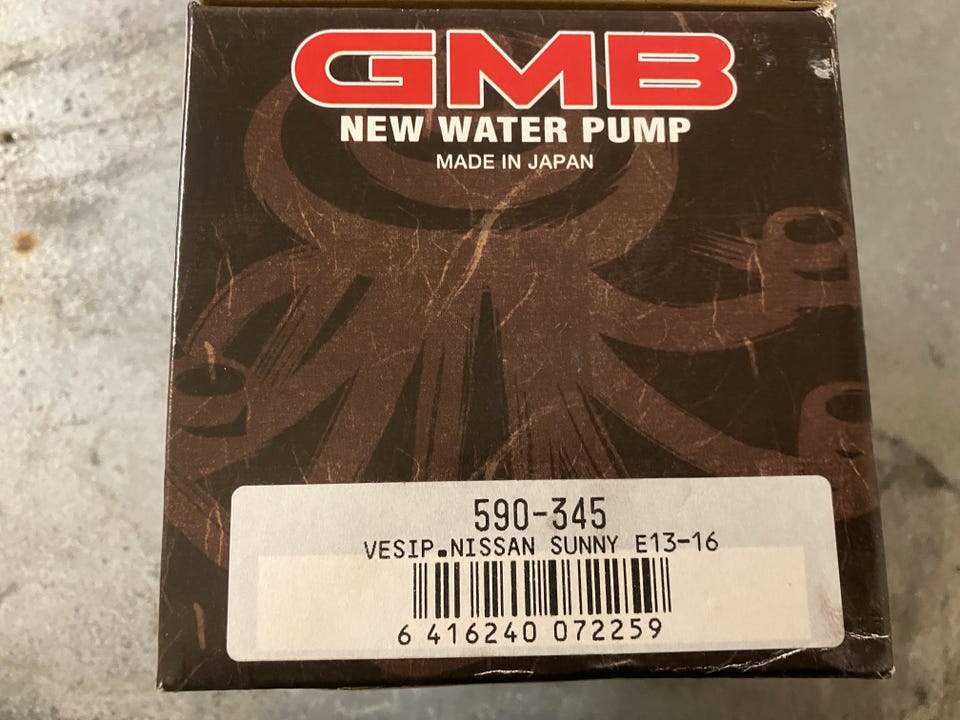 GMB
NEW WATER PUMP
MADE IN JAPAN
590-345
VESIP.NISSAN SUNNY E13-16
6 416240 072259